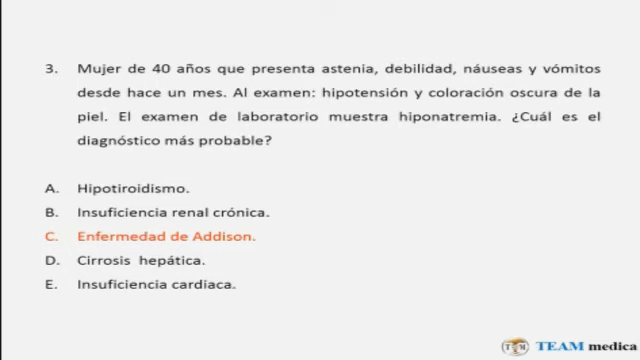 3. Mujer de 40 años que presenta astenia, debilidad, náuseas y vómitos
desde hace un mes. Al examen: hipotensión y coloración oscura de la
piel. El examen de laboratorio muestra hiponatremia. ¿Cuál es el
diagnóstico más probable?
A. Hipotiroidismo.
B. Insuficiencia renal crónica.
C. Enfermedad de Addison.
D. Cirrosis hepática.
E. Insuficiencia cardiaca.
TEAM medica